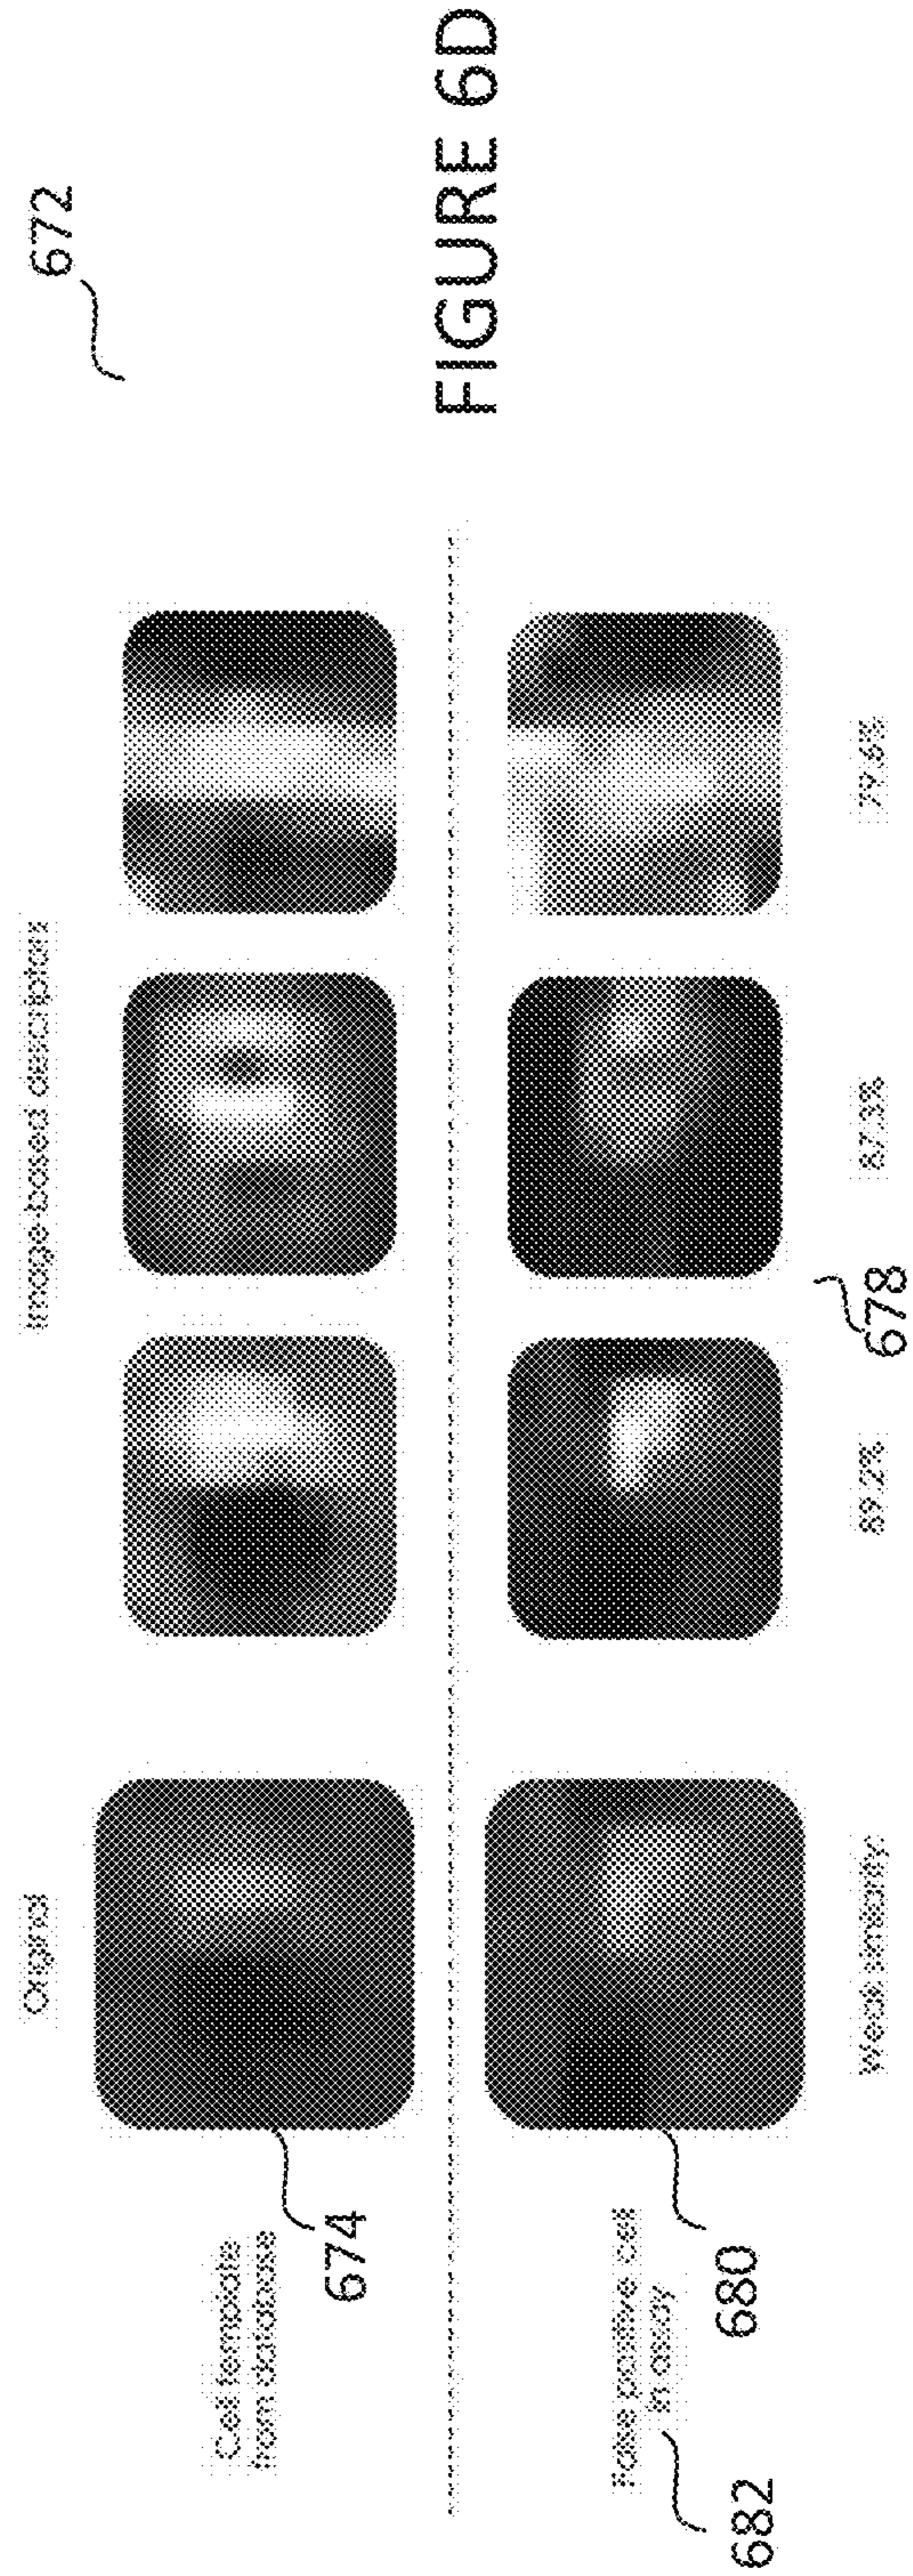 672
Original
Image-based descriptors
Cell template
from database
674
FIGURE 6D
False positive cell
in assay
682
680
Weak similarity:
89.2%
87.3%
79.6%
678